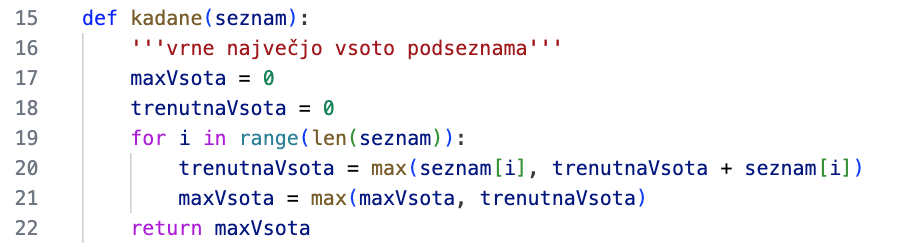 15 def kadane(seznam):
16 '''vrne največjo vsoto podseznama'''
17 maxVsota = 0
18 trenutnaVsota = 0
19 for i in range(len(seznam)):
20 trenutnaVsota = max(seznam[i], trenutnaVsota + seznam[i])
21 maxVsota = max(maxVsota, trenutnaVsota)
22 return maxVsota